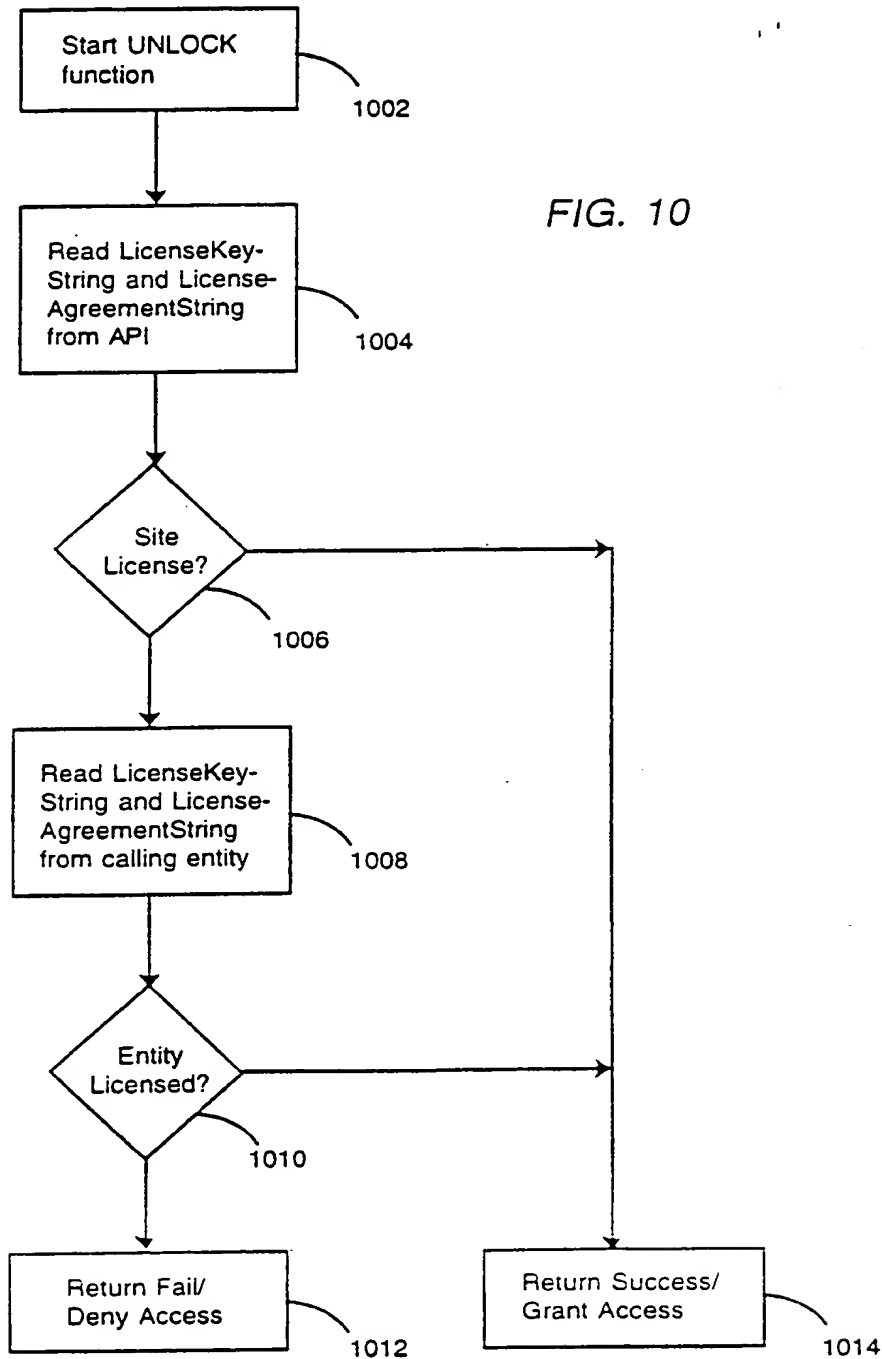 Start UNLOCK
function
1002
FIG. 10
Read LicenseKey-
String and License-
AgreementString
from API
1004
Site
License?
1006
Read LicenseKey-
String and License-
AgreementString
from calling entity
1008
Entity
Licensed?
1010
Return Fail/
Deny Access
1012
Return Success/
Grant Access
1014